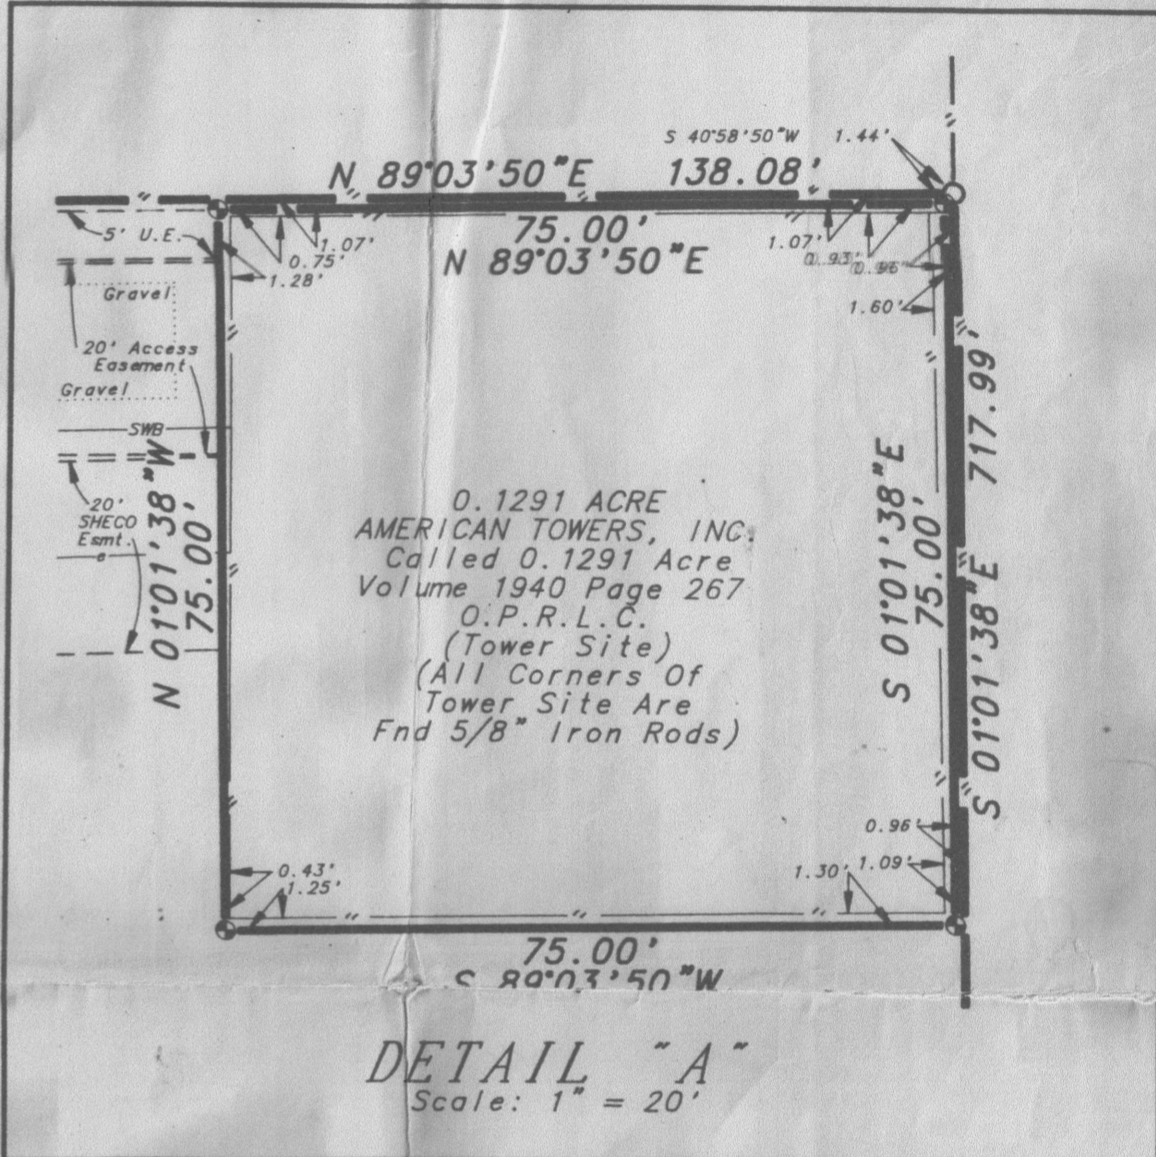 S 40°58'50"W 1.44'
N 89°03'50"E 138.08'
75.00'
N 89°03'50"E
5' U.E.
1.07'
0.75'
1.28'
1.07'
0.93'
0.96'
1.60'
Gravel
20' Access
Easement
Gravel
SWB
20'
SHECO
Esmt.
e
N 01°01'38"W
75.00'
0.1291 ACRE
AMERICAN TOWERS, INC.
Called 0.1291 Acre
Volume 1940 Page 267
O.P.R.L.C.
(Tower Site)
(All Corners Of
Tower Site Are
Fnd 5/8" Iron Rods)
S 01°01'38"E
75.00'
S 01°01'38"E 717.99'
0.43'
1.25'
0.96'
1.30'
1.09'
75.00'
S 89°03'50"W
DETAIL "A"
Scale: 1" = 20'